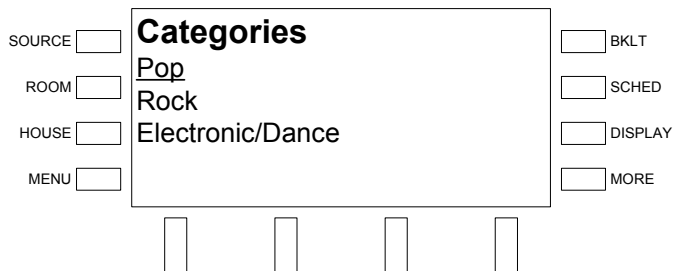 SOURCE
ROOM
HOUSE
MENU
Categories
Pop
Rock
Electronic/Dance
BKLT
SCHED
DISPLAY
MORE